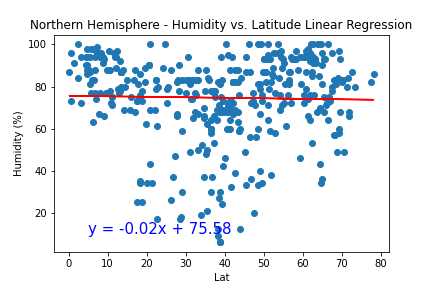 Northern Hemisphere - Humidity vs. Latitude Linear Regression
100
80
60
40
20
Humidity (%)
y = -0.02x + 75.58
0 10 20 30 40 50 60 70 80
Lat